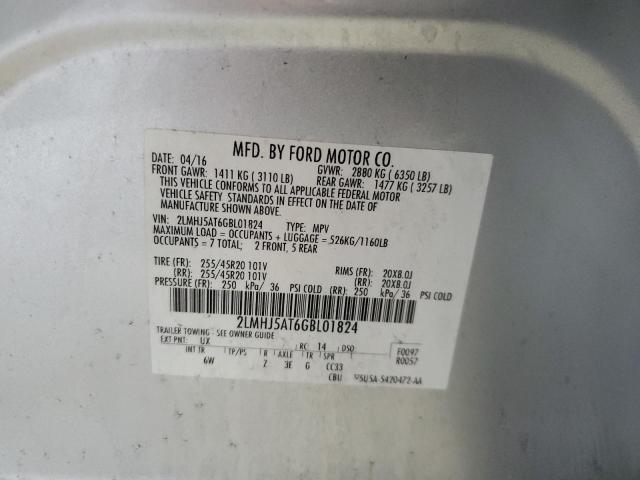 MFD. BY FORD MOTOR CO.
DATE: 04/16 GVWR: 2880 KG ( 6350 LB)
FRONT GAWR: 1411 KG ( 3110 LB) REAR GAWR: 1477 KG ( 3257 LB)
THIS VEHICLE CONFORMS TO ALL APPLICABLE FEDERAL MOTOR
VEHICLE SAFETY STANDARDS IN EFFECT ON THE DATE OF
MANUFACTURE SHOWN ABOVE.
VIN: 2LMHJ5AT6GBL01824 TYPE: MPV
MAXIMUM LOAD = OCCUPANTS + LUGGAGE = 526KG/1160LB
OCCUPANTS = 7 TOTAL; 2 FRONT, 5 REAR
TIRE (FR): 255/45R20 101V RIMS (FR): 20X8.0J
(RR): 255/45R20 101V (RR): 20X8.0J
PRESSURE (FR): 250 kPa/ 36 PSI COLD (RR): 250 kPa/ 36 PSI COLD
2LMHJ5AT6GBL01824
TRAILER TOWING - SEE OWNER GUIDE
EXT PNT: UX RC: 14 DSO: F0097
R0057
INT TR TP/PS R AXLE TR SPR
6W Z 3E G CC33
CBU 5U5A-5420472-AA